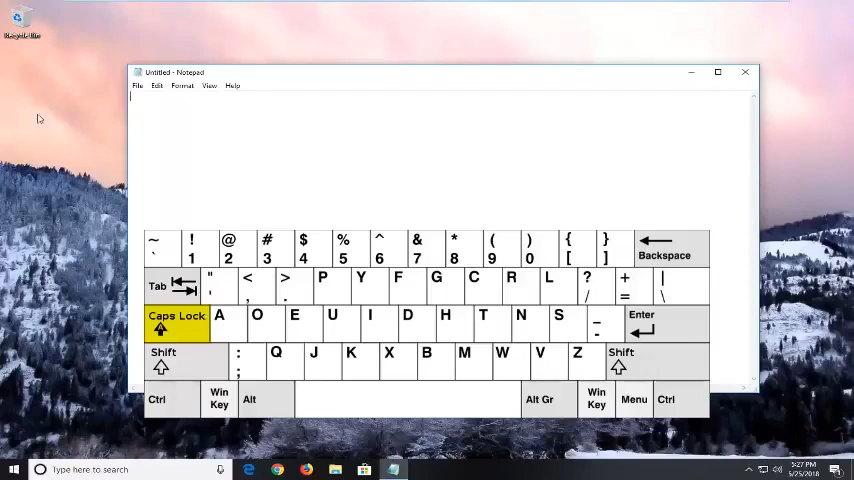 Recycle Bin
Untitled - Notepad
File Edit Format View Help
~ ! @ # $ % ^ & * ( ) { }
` 1 2 3 4 5 6 7 8 9 0 [ ] Backspace
Tab " < > P Y F G C R L ? + |
' , . / = \
Caps Lock A O E U I D H T N S _ - Enter
Shift : ; Q J K X B M W V Z Shift
Ctrl Win Key Alt Alt Gr Win Key Menu Ctrl
Type here to search
5:27 PM
5/25/2018